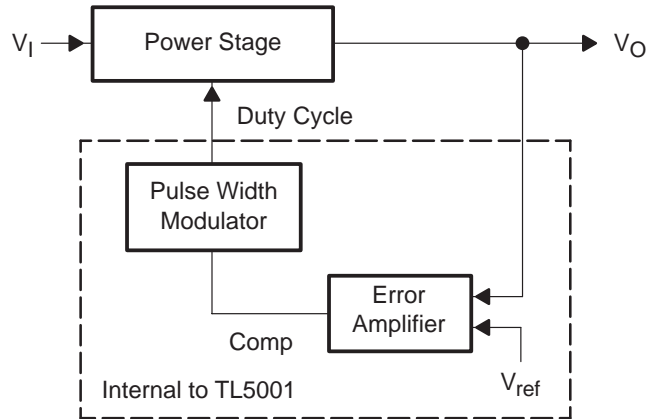 V_I
Power Stage
V_O
Duty Cycle
Pulse Width
Modulator
Error
Amplifier
Comp
V_ref
Internal to TL5001